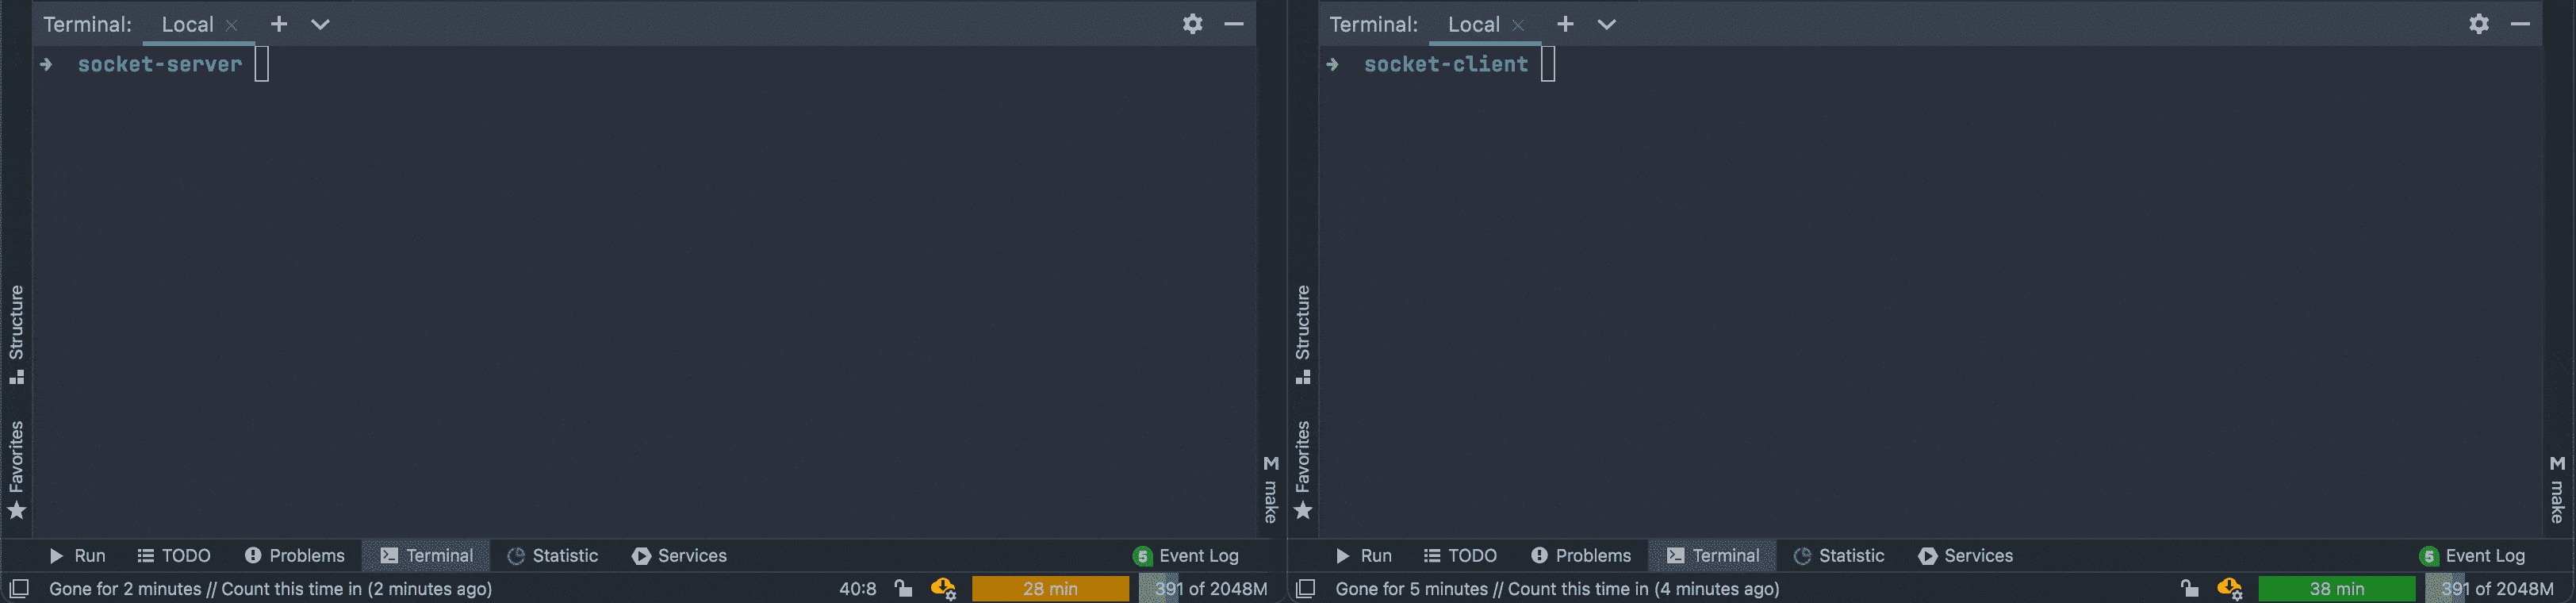 Terminal: Local
socket-server
Structure
Favorites
M make
Run TODO Problems Terminal Statistic Services 5 Event Log
Gone for 2 minutes // Count this time in (2 minutes ago) 40:8 28 min 391 of 2048M
Terminal: Local
socket-client
Structure
Favorites
M make
Run TODO Problems Terminal Statistic Services 5 Event Log
Gone for 5 minutes // Count this time in (4 minutes ago) 38 min 391 of 2048M